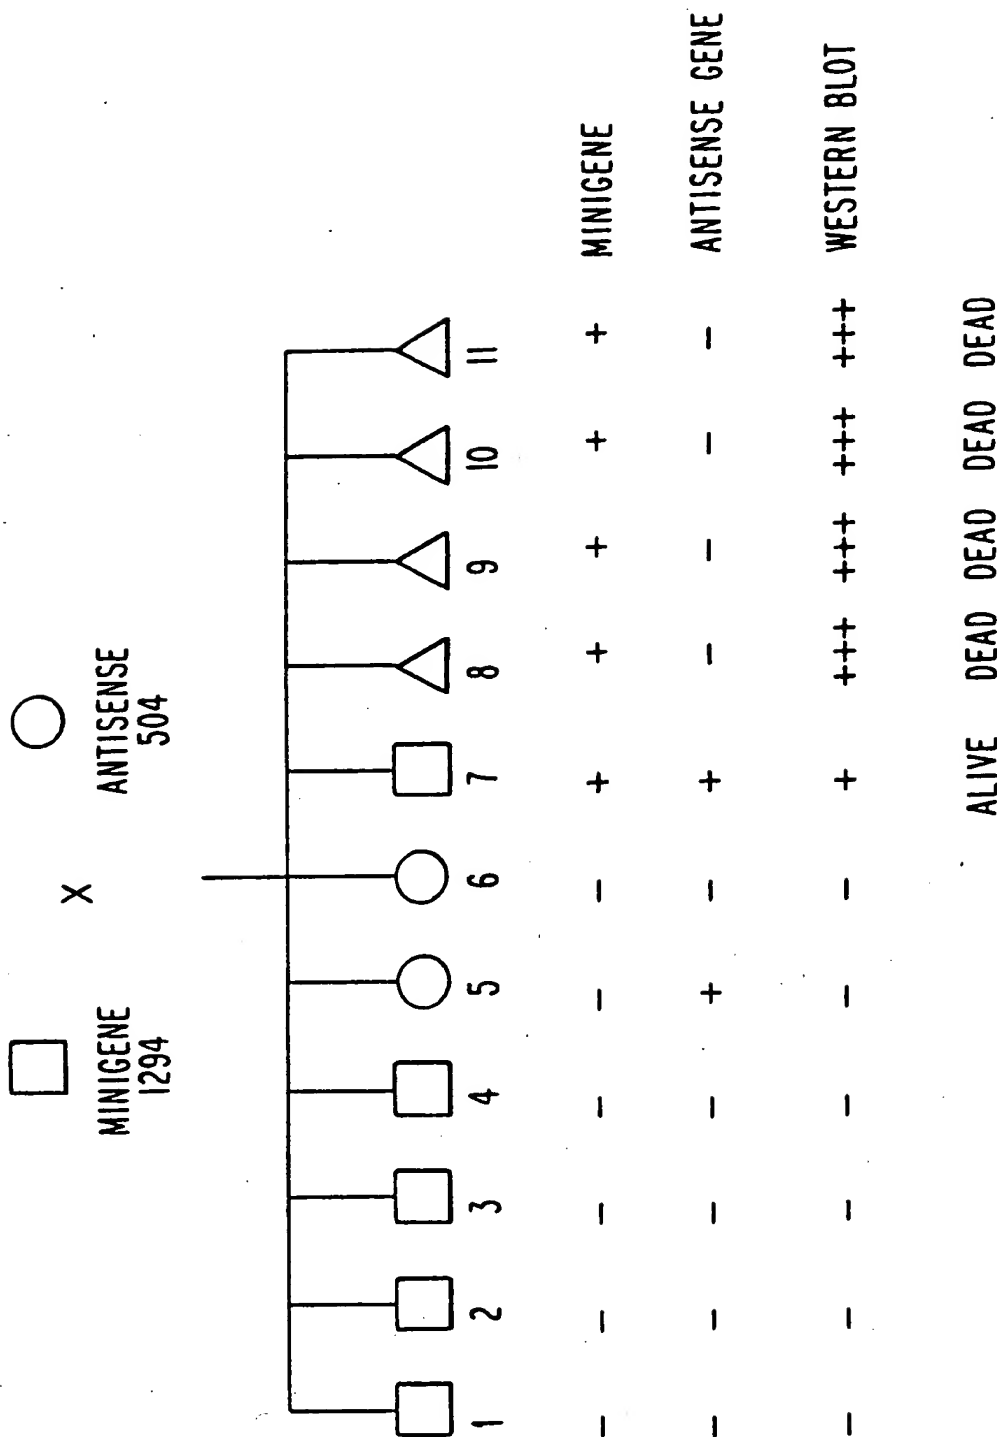 MINIGENE
1294
X
ANTISENSE
504
1 2 3 4 5 6 7 8 9 10 11
- - - - - - + + + + + MINIGENE
- - - - + - + - - - - ANTISENSE GENE
- - - - - - + +++ +++ +++ +++ WESTERN BLOT
ALIVE DEAD DEAD DEAD DEAD